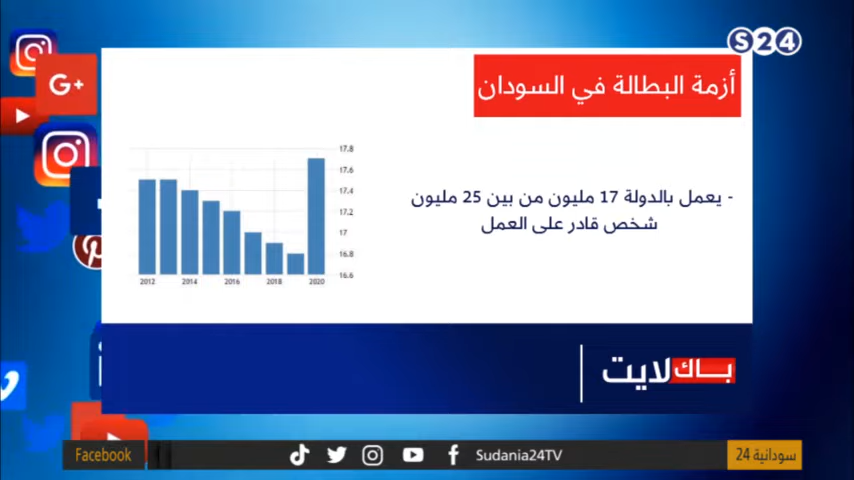 S24
أزمة البطالة في السودان
- يعمل بالدولة 17 مليون من بين 25 مليون
شخص قادر على العمل
17.8
17.6
17.4
17.2
17
16.8
16.6
2012 2014 2016 2018 2020
باك لايت
Facebook
Sudania24TV
سودانية 24
G+